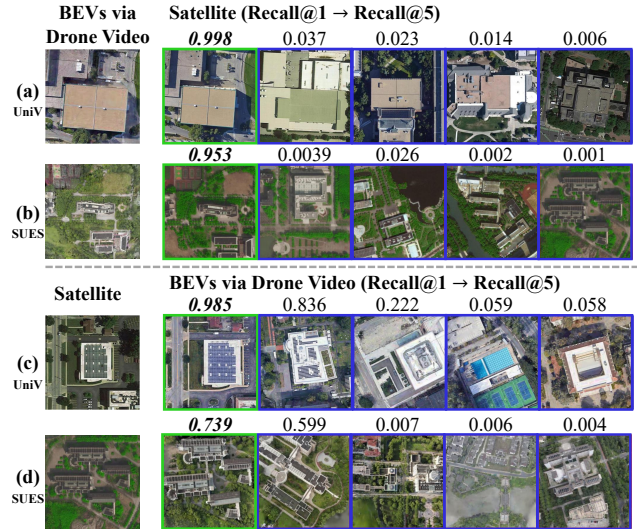 BEVs via Drone Video
Satellite (Recall@1 → Recall@5)
0.998 0.037 0.023 0.014 0.006
(a)
UniV
0.953 0.0039 0.026 0.002 0.001
(b)
SUES
Satellite
BEVs via Drone Video (Recall@1 → Recall@5)
0.985 0.836 0.222 0.059 0.058
(c)
UniV
0.739 0.599 0.007 0.006 0.004
(d)
SUES